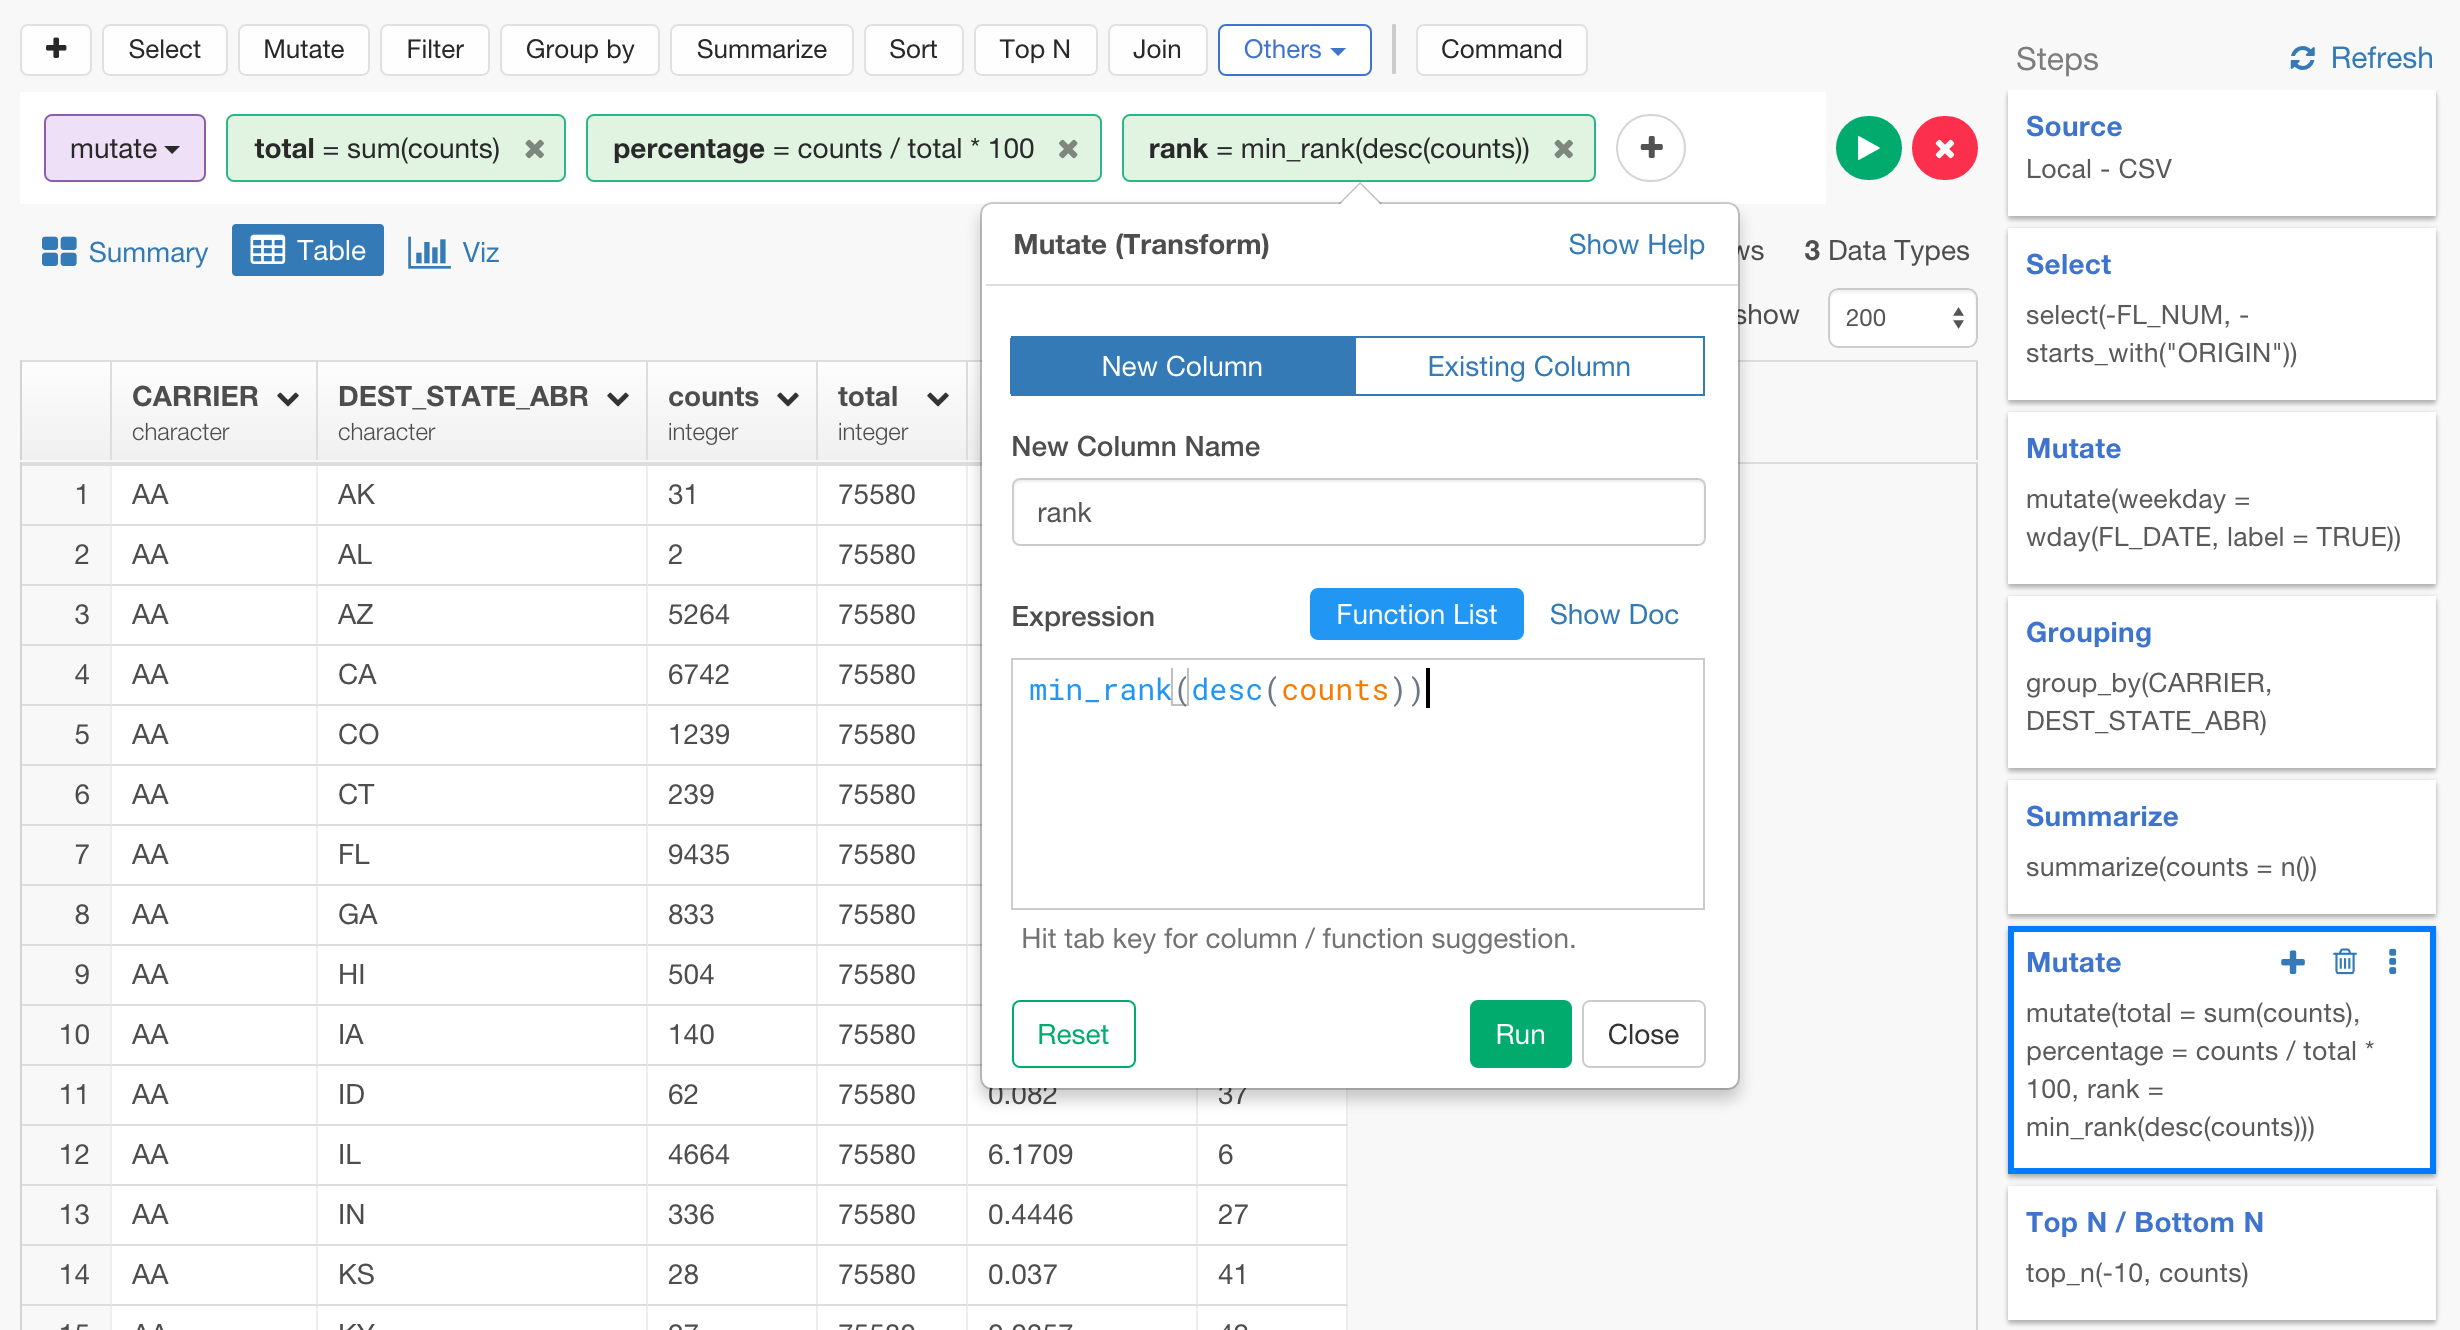 Select Mutate Filter Group by Summarize Sort Top N Join Others Command
Steps Refresh
mutate total = sum(counts) percentage = counts / total * 100 rank = min_rank(desc(counts))
Summary Table Viz
3 Data Types
show 200
Mutate (Transform) Show Help
New Column Existing Column
New Column Name
rank
Expression Function List Show Doc
min_rank(desc(counts))
Hit tab key for column / function suggestion.
Reset Run Close
CARRIER DEST_STATE_ABR counts total
character character integer integer
1 AA AK 31 75580
2 AA AL 2 75580
3 AA AZ 5264 75580
4 AA CA 6742 75580
5 AA CO 1239 75580
6 AA CT 239 75580
7 AA FL 9435 75580
8 AA GA 833 75580
9 AA HI 504 75580
10 AA IA 140 75580
11 AA ID 62 75580 0.082 37
12 AA IL 4664 75580 6.1709 6
13 AA IN 336 75580 0.4446 27
14 AA KS 28 75580 0.037 41
Source
Local - CSV
Select
select(-FL_NUM, -
starts_with("ORIGIN"))
Mutate
mutate(weekday =
wday(FL_DATE, label = TRUE))
Grouping
group_by(CARRIER,
DEST_STATE_ABR)
Summarize
summarize(counts = n())
Mutate
mutate(total = sum(counts),
percentage = counts / total *
100, rank =
min_rank(desc(counts)))
Top N / Bottom N
top_n(-10, counts)